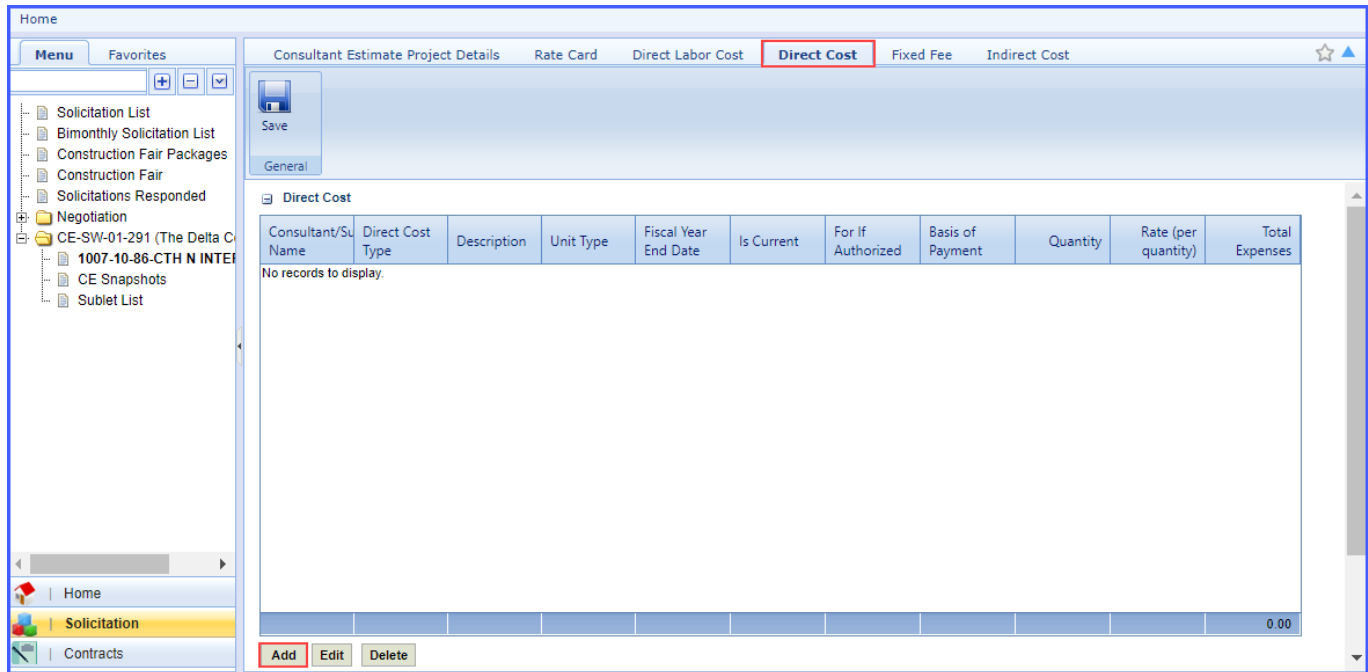 Home
Menu Favorites
Solicitation List
Bimonthly Solicitation List
Construction Fair Packages
Construction Fair
Solicitations Responded
Negotiation
CE-SW-01-291 (The Delta C
1007-10-86-CTH N INTE
CE Snapshots
Sublet List
Home
Solicitation
Contracts
Consultant Estimate Project Details Rate Card Direct Labor Cost Direct Cost Fixed Fee Indirect Cost
Save
General
Direct Cost
Consultant/Su Direct Cost Description Unit Type Fiscal Year Is Current For If Basis of Quantity Rate (per Total
Name Type End Date Authorized Payment quantity) Expenses
No records to display.
0.00
Add Edit Delete